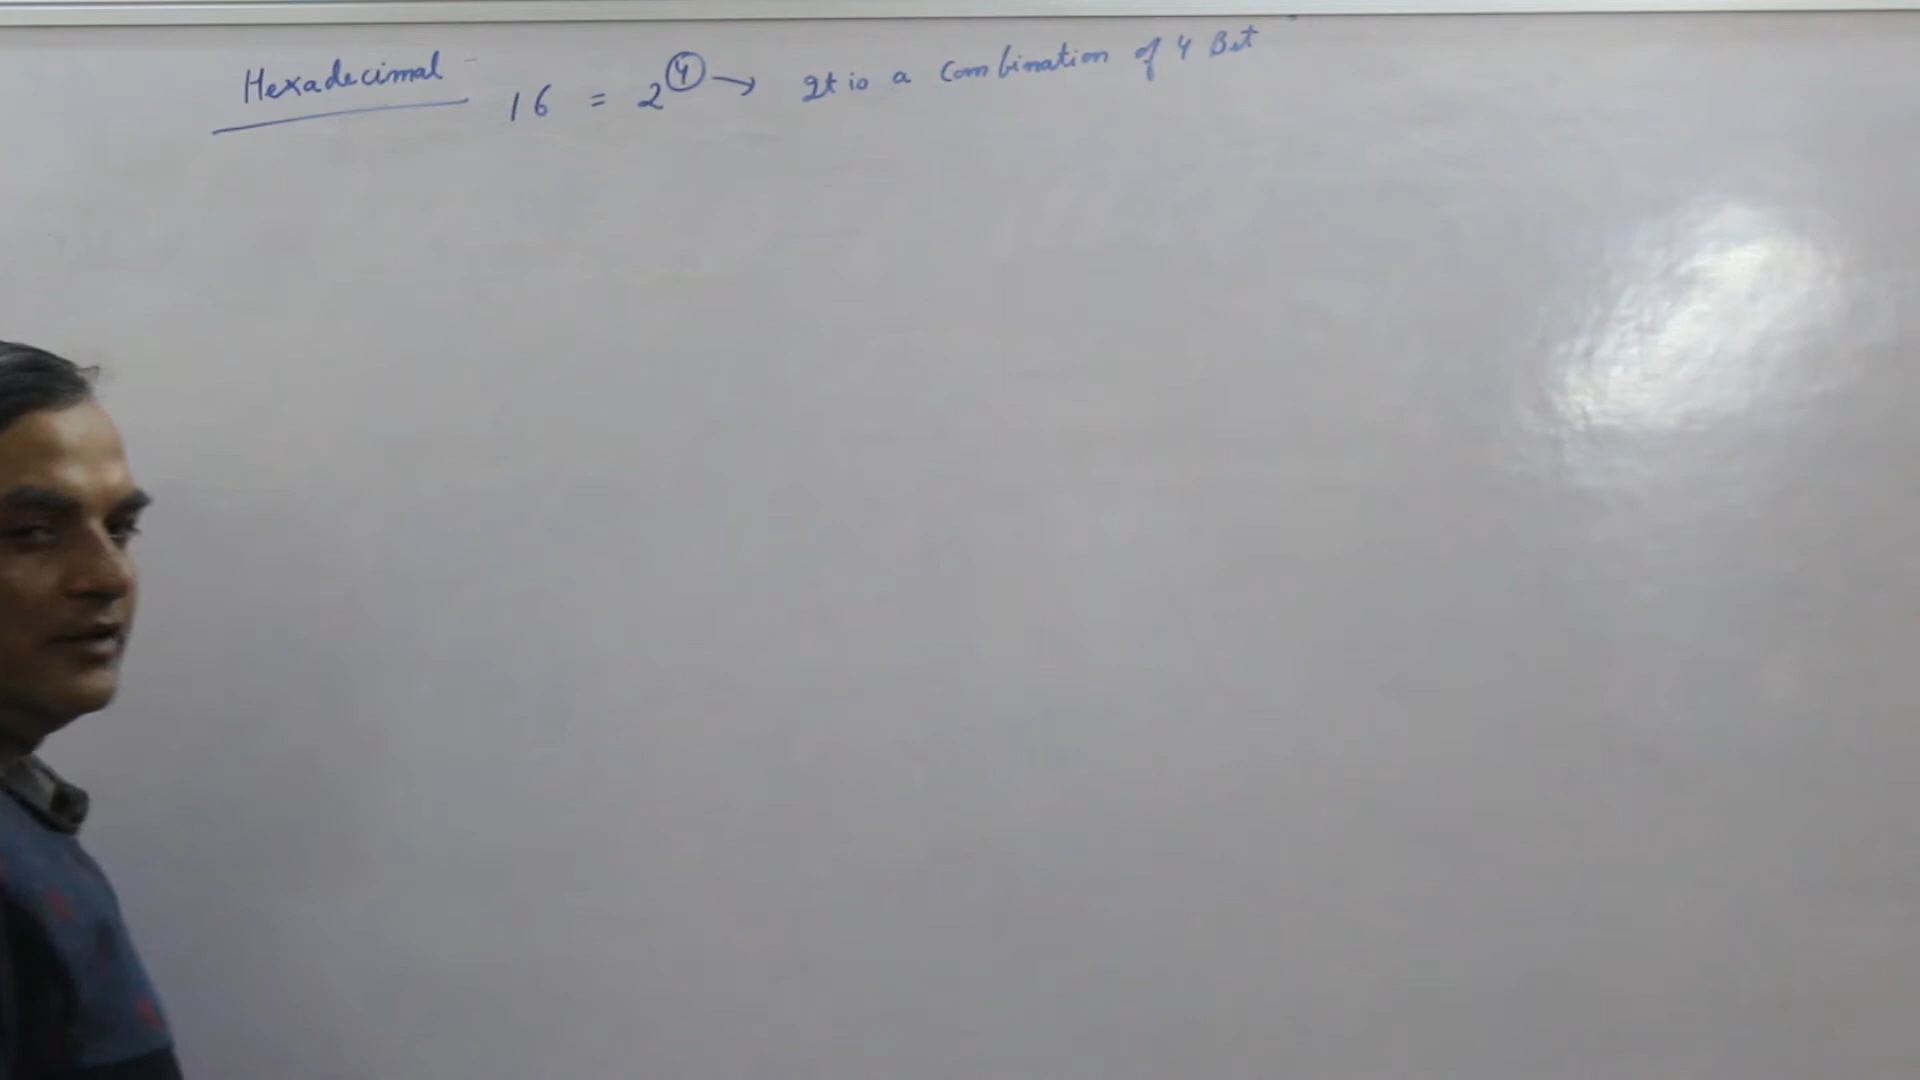 Hexadecimal - 16 = 2④ → It is a Combination of 4 Bit